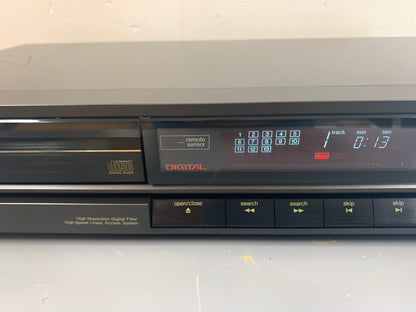 remote
sensor
1 2 3 4 5
6 7 8 9 10
11 12 13
track min sec
1 0:13
DIGITAL
COMPACT
disc
DIGITAL AUDIO
open/close search search skip skip
High Resolution Digital Filter
High-Speed Linear Access System